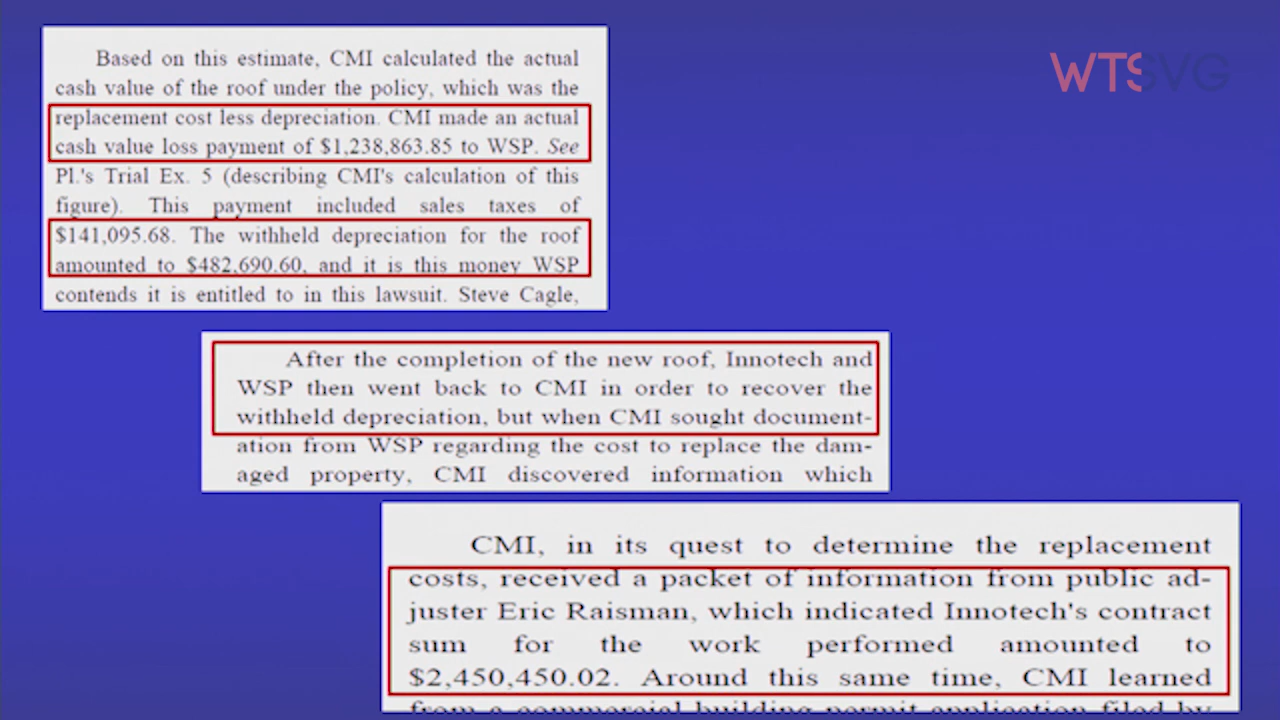 WTSVG
Based on this estimate, CMI calculated the actual
cash value of the roof under the policy, which was the
replacement cost less depreciation. CMI made an actual
cash value loss payment of $1,238,863.85 to WSP. See
Pl.'s Trial Ex. 5 (describing CMI's calculation of this
figure). This payment included sales taxes of
$141,095.68. The withheld depreciation for the roof
amounted to $482,690.60, and it is this money WSP
contends it is entitled to in this lawsuit. Steve Cagle,
After the completion of the new roof, Innotech and
WSP then went back to CMI in order to recover the
withheld depreciation, but when CMI sought document-
ation from WSP regarding the cost to replace the dam-
aged property, CMI discovered information which
CMI, in its quest to determine the replacement
costs, received a packet of information from public ad-
juster Eric Raisman, which indicated Innotech's contract
sum for the work performed amounted to
$2,450,450.02. Around this same time, CMI learned
from a commercial building permit application filed by